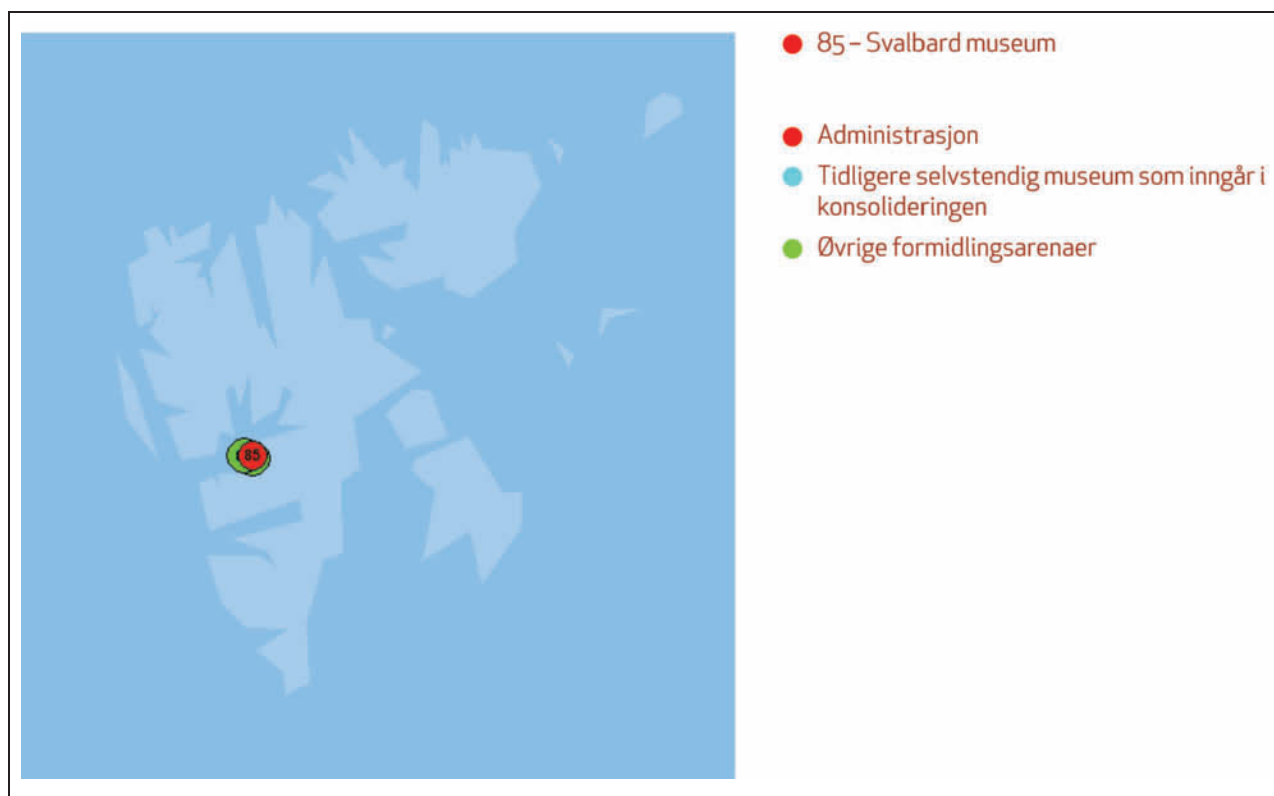 85 – Svalbard museum
Administrasjon
Tidligere selvstendig museum som inngår i
konsolideringen
Øvrige formidlingsarenaer
85